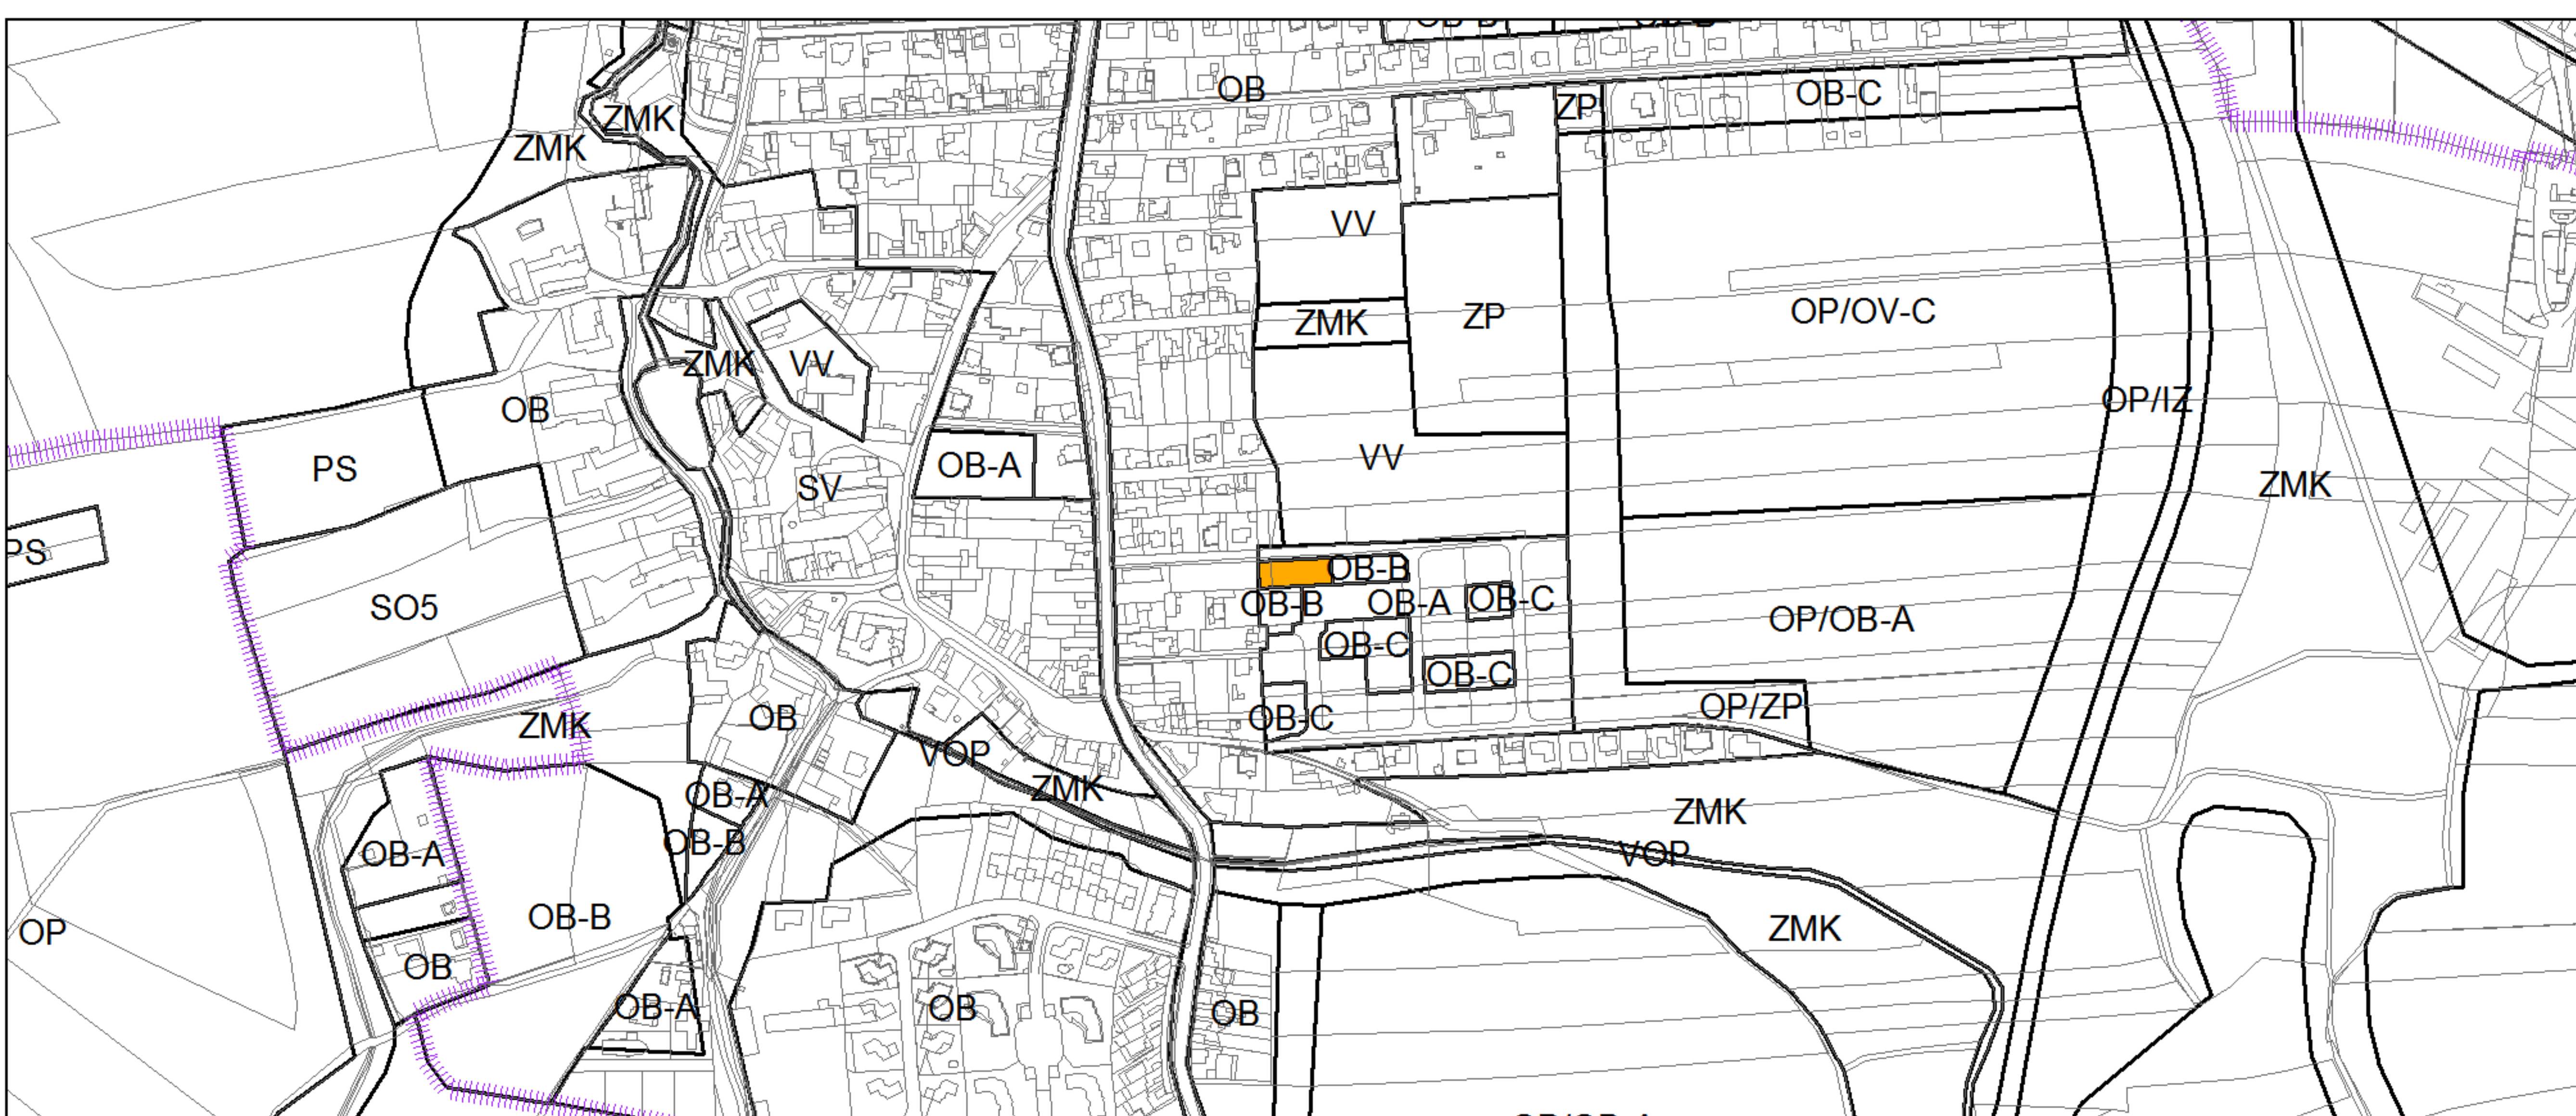 OB
OB-C
ZP
ZMK
ZMK
VV
OP/OV-C
ZP
ZMK
ZMK
VV
OB
OP/IZ
PS
OB-A
VV
SV
ZMK
PS
OB-B
OB-B
OB-A
OB-C
SO5
OP/OB-A
OB-C
OB-C
OP/ZP
OB
OB-C
ZMK
VOP
ZMK
OB-A
ZMK
OB-B
OB-A
VOP
OB-B
ZMK
OP
OB
OB-A
OB
OB